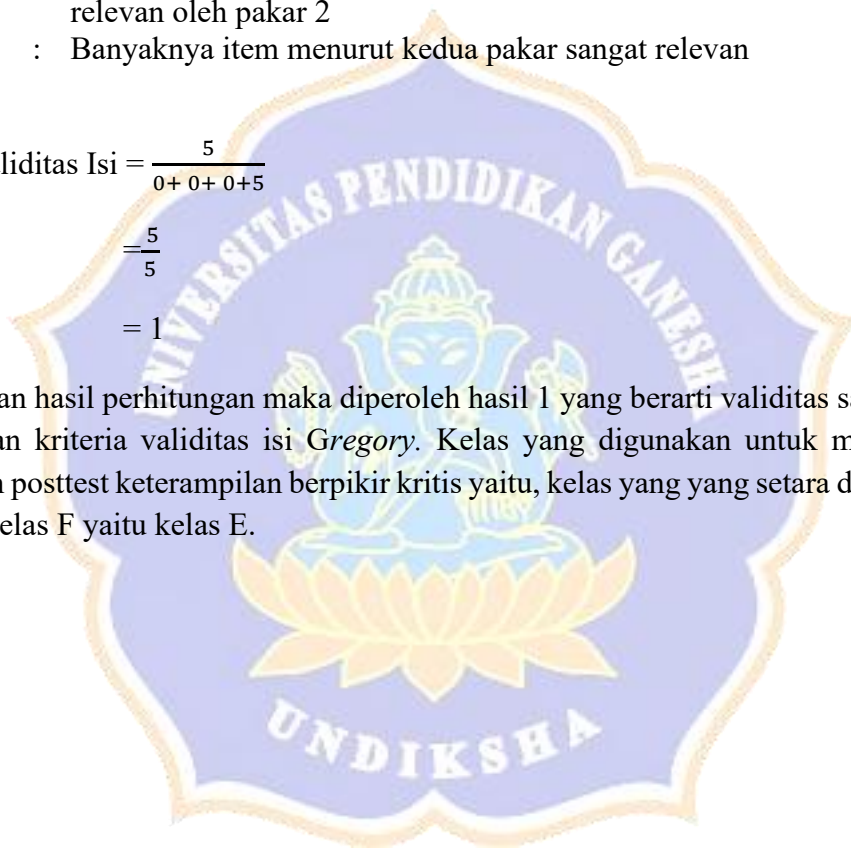 relevan oleh pakar 2
: Banyaknya item menurut kedua pakar sangat relevan
liditas Isi = 5 / 0+ 0+ 0+5
= 5 / 5
= 1
an hasil perhitungan maka diperoleh hasil 1 yang berarti validitas sa
an kriteria validitas isi Gregory. Kelas yang digunakan untuk m
posttest keterampilan berpikir kritis yaitu, kelas yang yang setara d
elas F yaitu kelas E.
UNIVERSITAS PENDIDIKAN GANESHA
UNDIKSHA